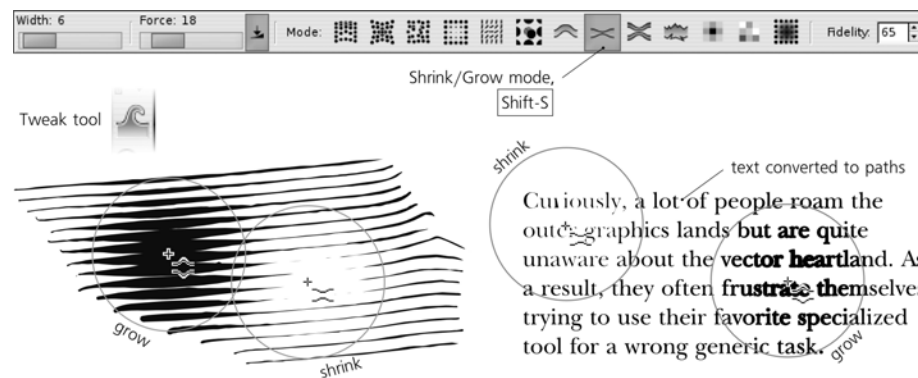 Width: 6 Force: 18 Mode: Fidelity: 65
Shrink/Grow mode,
Shift-S
Tweak tool
shrink
text converted to paths
Curiously, a lot of people roam the
outer graphics lands but are quite
unaware about the vector heartland. As
a result, they often frustrate themselves
trying to use their favorite specialized
tool for a wrong generic task.
grow
shrink
grow